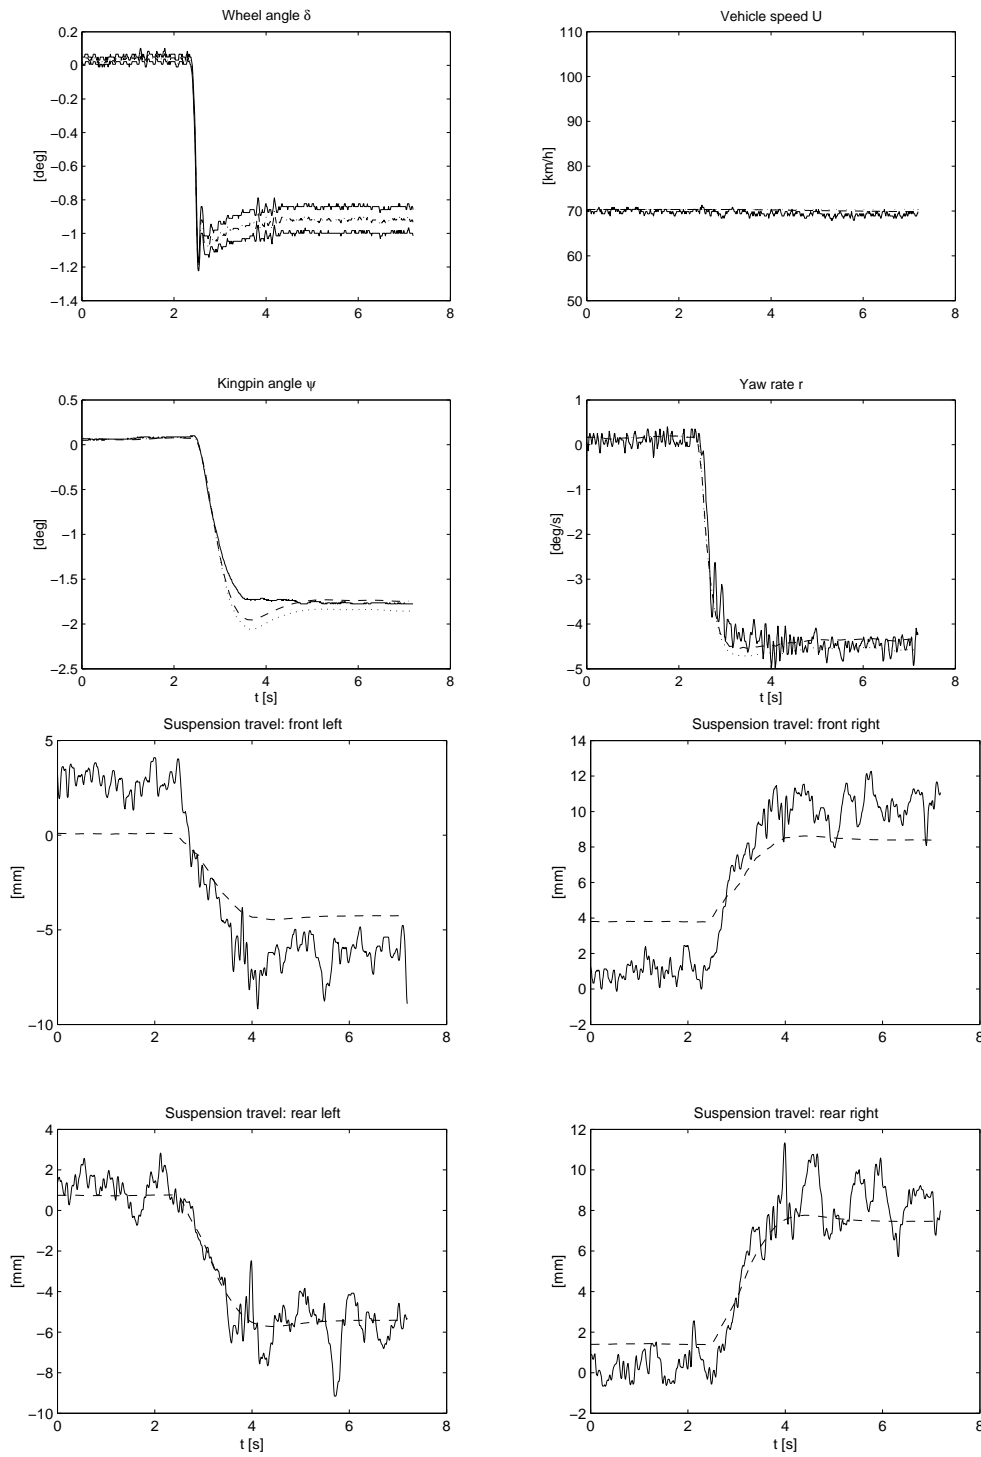 Wheel angle δ
0.2
0
−0.2
−0.4
−0.6
−0.8
−1
−1.2
−1.4
[deg]
0 2 4 6 8
Vehicle speed U
110
100
90
80
70
60
50
[km/h]
0 2 4 6 8
Kingpin angle ψ
0.5
0
−0.5
−1
−1.5
−2
−2.5
[deg]
0 2 4 6 8
t [s]
Yaw rate r
1
0
−1
−2
−3
−4
−5
[deg/s]
0 2 4 6 8
t [s]
Suspension travel: front left
5
0
−5
−10
[mm]
0 2 4 6 8
Suspension travel: front right
14
12
10
8
6
4
2
0
−2
[mm]
0 2 4 6 8
Suspension travel: rear left
4
2
0
−2
−4
−6
−8
−10
[mm]
0 2 4 6 8
t [s]
Suspension travel: rear right
12
10
8
6
4
2
0
−2
[mm]
0 2 4 6 8
t [s]